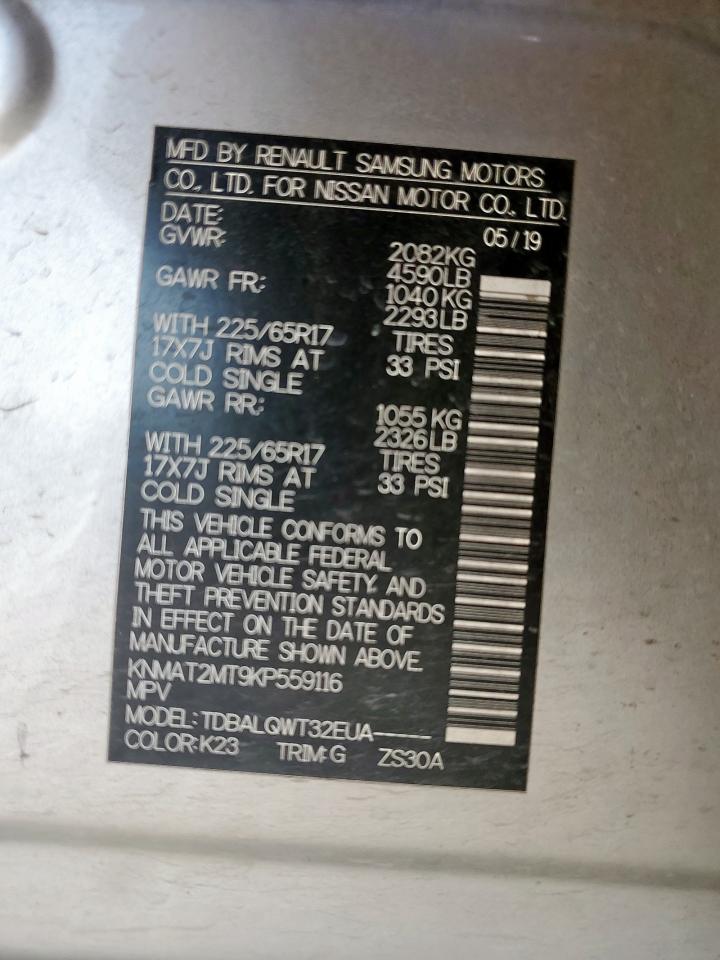 MFD BY RENAULT SAMSUNG MOTORS
CO., LTD. FOR NISSAN MOTOR CO., LTD.
DATE: 05/19
GVWR: 2082KG
4590LB
GAWR FR: 1040 KG
2293LB
WITH 225/65R17 TIRES
17X7J RIMS AT 33 PSI
COLD SINGLE
GAWR RR: 1055 KG
2326LB
WITH 225/65R17 TIRES
17X7J RIMS AT 33 PSI
COLD SINGLE
THIS VEHICLE CONFORMS TO
ALL APPLICABLE FEDERAL
MOTOR VEHICLE SAFETY, AND
THEFT PREVENTION STANDARDS
IN EFFECT ON THE DATE OF
MANUFACTURE SHOWN ABOVE.
KNMAT2MT9KP559116
MPV
MODEL: TDBALQWT32EUA-----
COLOR:K23 TRIM:G ZS30A